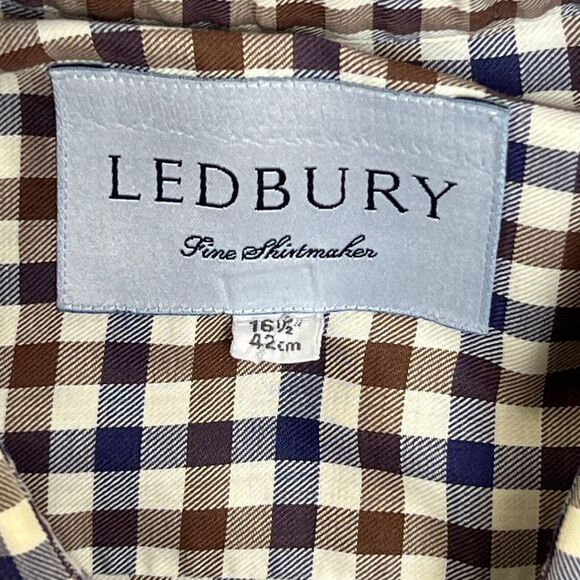 LEDBURY
Fine Shirtmaker
16½"
42cm